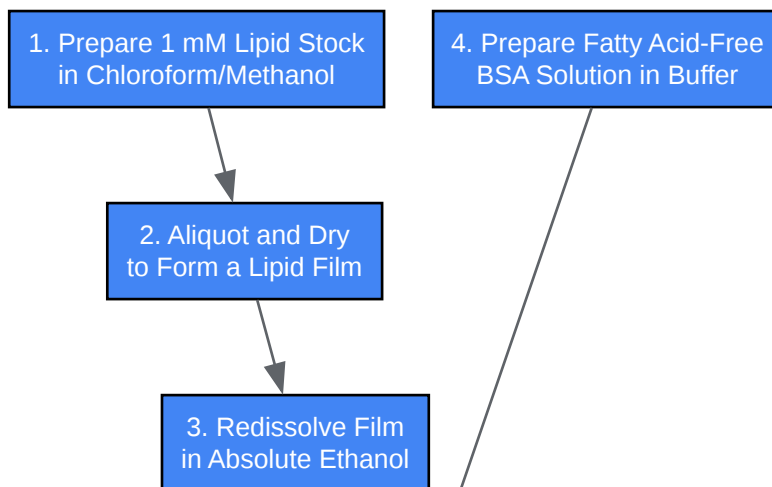 1. Prepare 1 mM Lipid Stock
in Chloroform/Methanol
4. Prepare Fatty Acid-Free
BSA Solution in Buffer
2. Aliquot and Dry
to Form a Lipid Film
3. Redissolve Film
in Absolute Ethanol